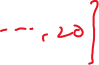 ---- , 20}